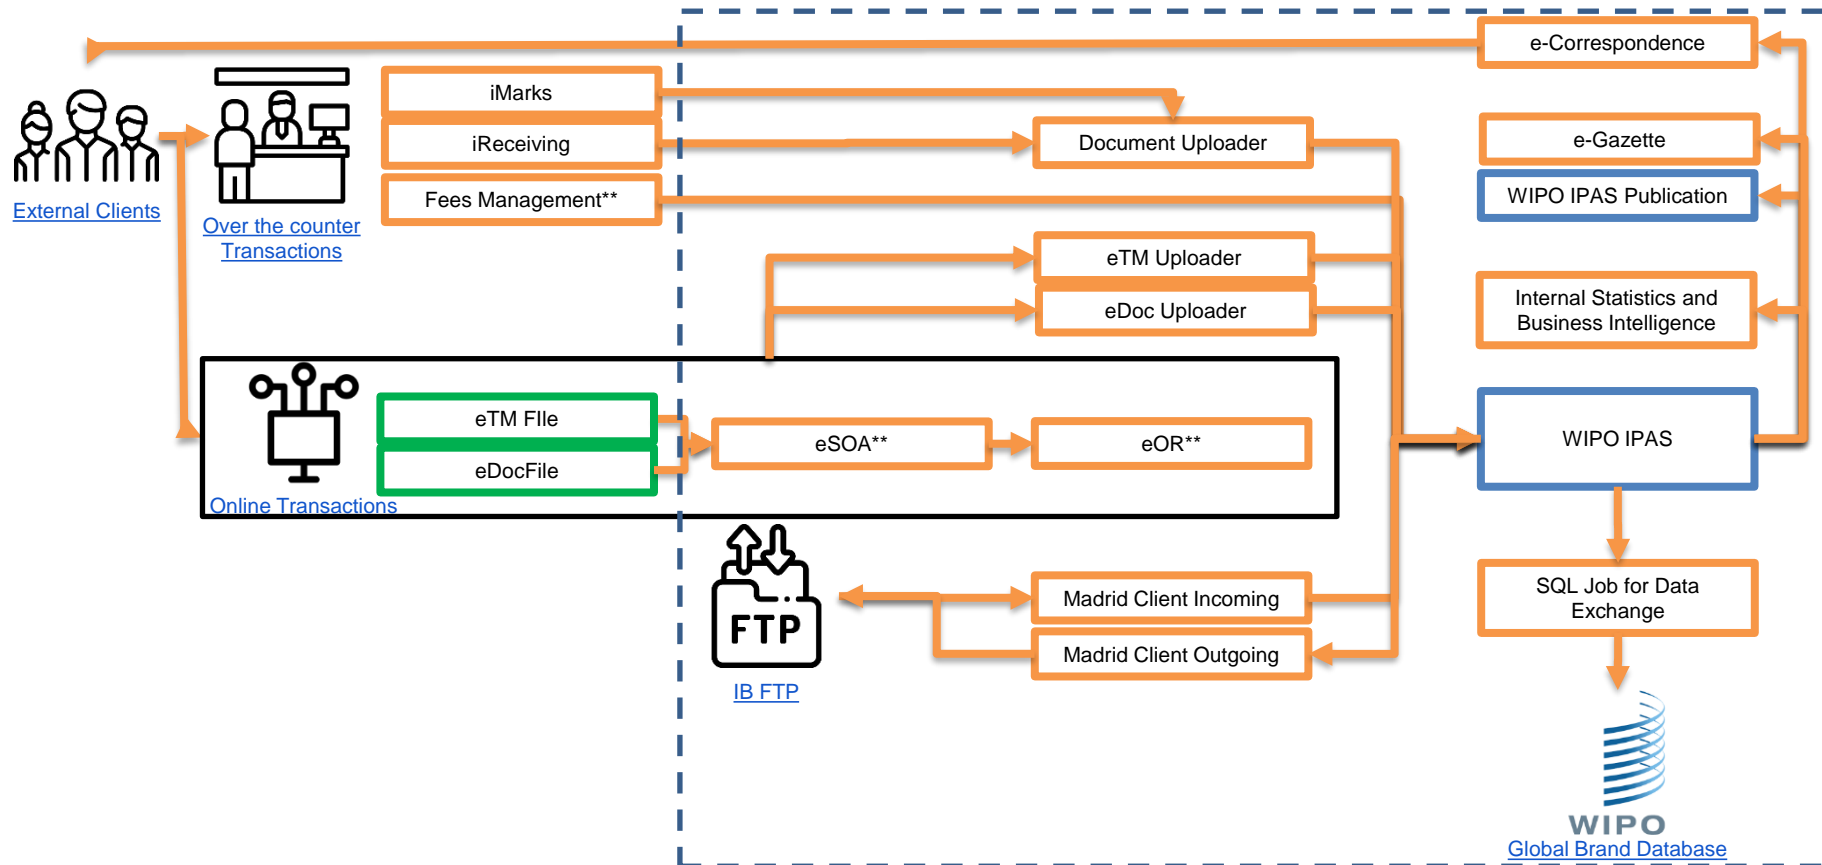 e-Correspondence
iMarks
iReceiving
Document Uploader
e-Gazette
Fees Management**
WIPO IPAS Publication
External Clients
Over the counter
Transactions
eTM Uploader
eDoc Uploader
Internal Statistics and
Business Intelligence
eTM FIle
eSOA**
eOR**
WIPO IPAS
eDocFile
Online Transactions
FTP
IB FTP
Madrid Client Incoming
Madrid Client Outgoing
SQL Job for Data
Exchange
WIPO
Global Brand Database